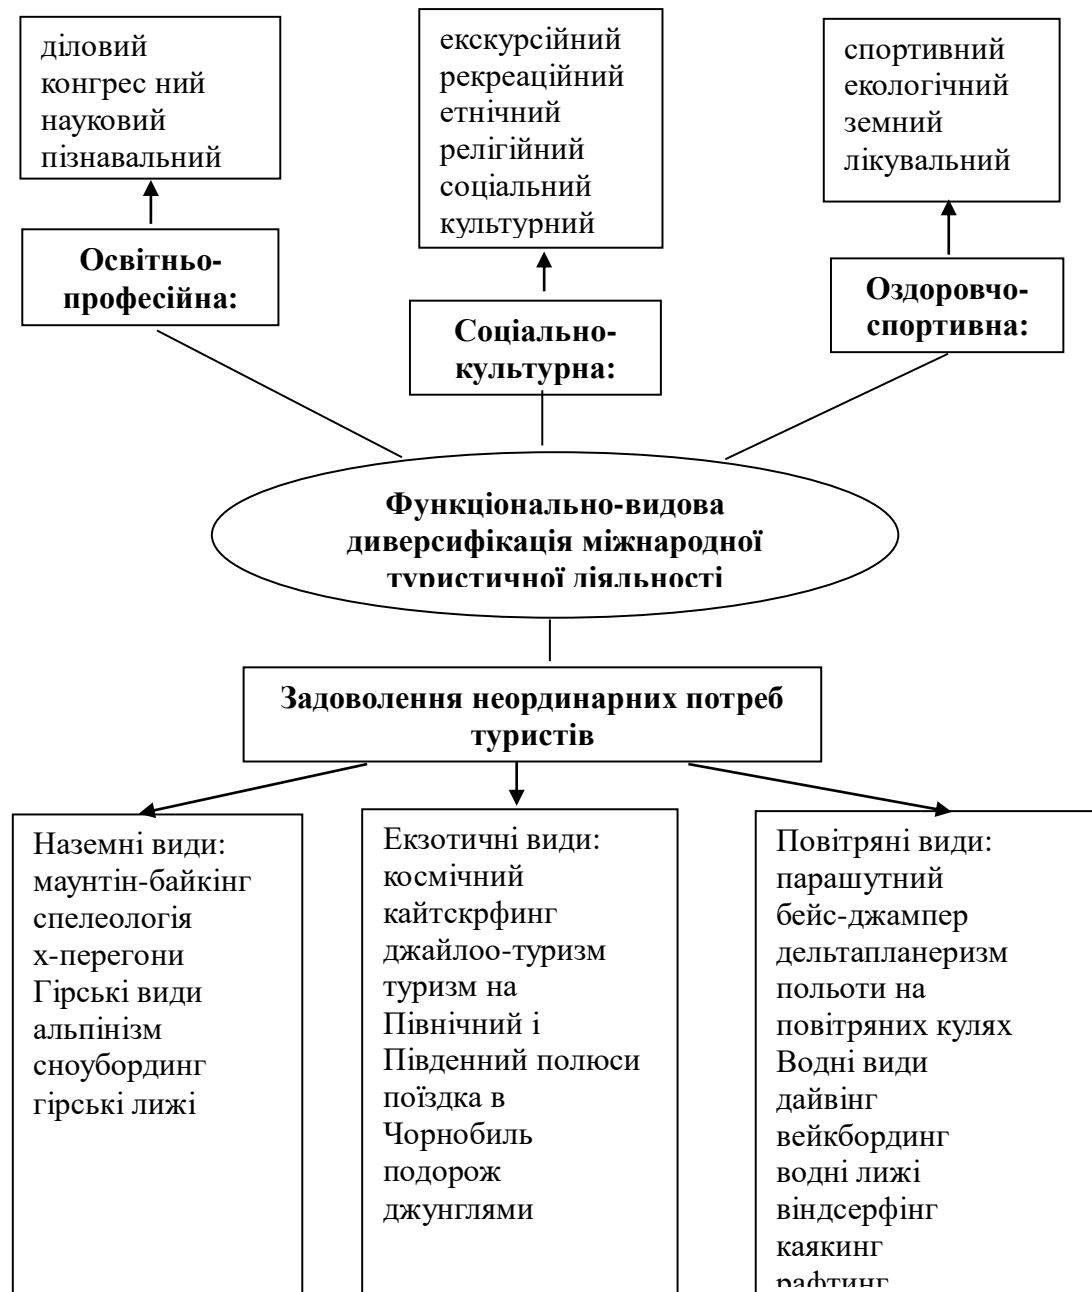 діловий
конгрес ний
науковий
пізнавальний
екскурсійний
рекреаційний
етнічний
релігійний
соціальний
культурний
спортивний
екологічний
земний
лікувальний
Освітньо-
професійна:
Соціально-
культурна:
Оздоровчо-
спортивна:
Функціонально-видова
диверсифікація міжнародної
туристичної діяльності
Задоволення неординарних потреб
туристів
Наземні види:
маунтін-байкінг
спелеологія
х-перегони
Гірські види
альпінізм
сноубординг
гірські лижі
Екзотичні види:
космічний
кайтскрфинг
джайлоо-туризм
туризм на
Північний і
Південний полюси
поїздка в
Чорнобиль
подорож
джунглями
Повітряні види:
парашутний
бейс-джампер
дельтапланеризм
польоти на
повітряних кулях
Водні види
дайвінг
вейкбординг
водні лижі
віндсерфінг
каякинг
рафтинг